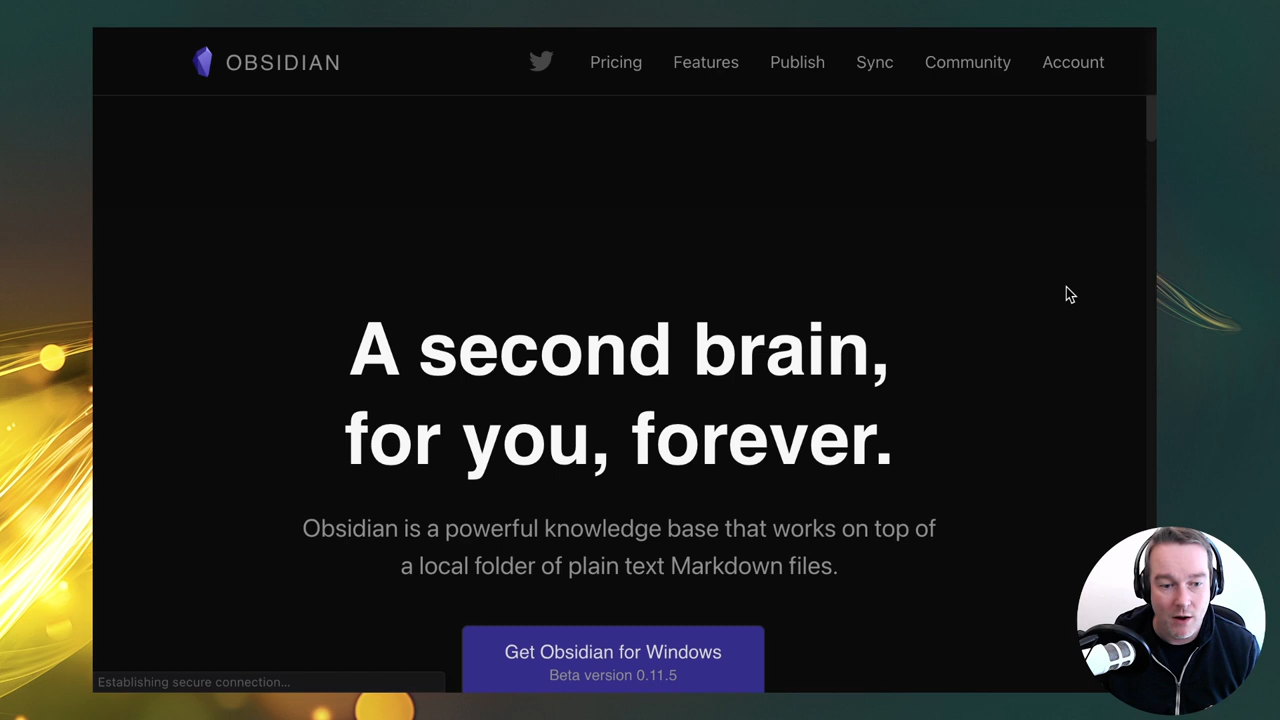 OBSIDIAN
Pricing Features Publish Sync Community Account
A second brain,
for you, forever.
Obsidian is a powerful knowledge base that works on top of
a local folder of plain text Markdown files.
Get Obsidian for Windows
Beta version 0.11.5
Establishing secure connection...